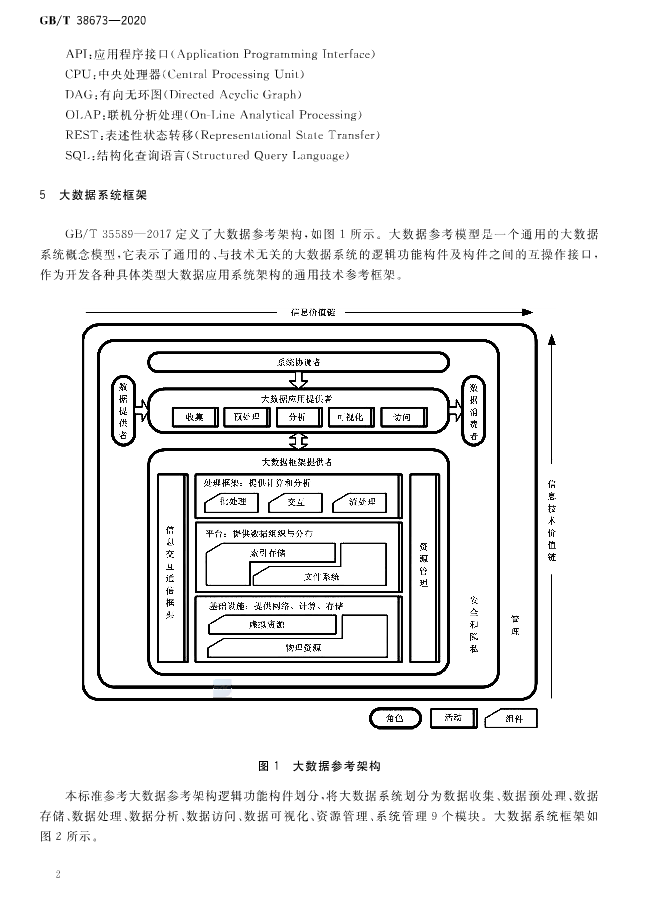 GB/T 38673—2020
API:应用程序接口(Application Programming Interface)
CPU:中央处理器(Central Processing Unit)
DAG:有向无环图(Directed Acyclic Graph)
OLAP:联机分析处理(On-Line Analytical Processing)
REST:表述性状态转移(Representational State Transfer)
SQL:结构化查询语言(Structured Query Language)
5 大数据系统框架
GB/T 35589—2017 定义了大数据参考架构,如图 1 所示。大数据参考模型是一个通用的大数据
系统概念模型,它表示了通用的、与技术无关的大数据系统的逻辑功能构件及构件之间的互操作接口,
作为开发各种具体类型大数据应用系统架构的通用技术参考框架。
信息价值链
系统协调者
数据提供者
大数据应用提供者
收集 预处理 分析 可视化 访问
数据消费者
大数据框架提供者
信息交互/通信框架
处理框架:提供计算和分析
批处理 交互 流处理
平台:提供数据组织与分布
索引存储
文件系统
基础设施:提供网络、计算、存储
虚拟资源
物理资源
资源管理
安全和隐私
管理
信息技术价值链
角色 活动 组件
图 1 大数据参考架构
本标准参考大数据参考架构逻辑功能构件划分,将大数据系统划分为数据收集、数据预处理、数据
存储、数据处理、数据分析、数据访问、数据可视化、资源管理、系统管理 9 个模块。大数据系统框架如
图 2 所示。
2